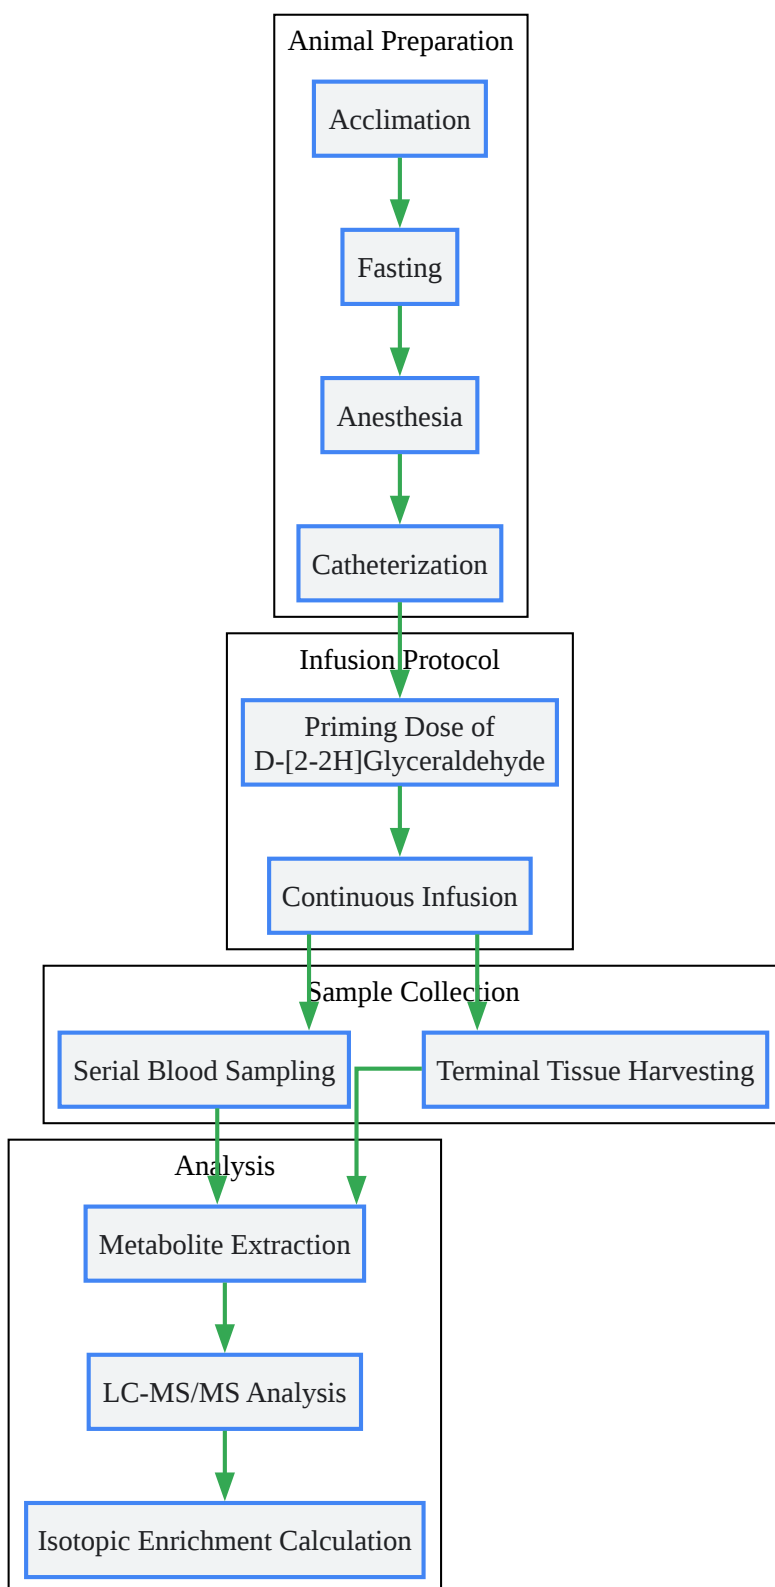 Animal Preparation
Acclimation
Fasting
Anesthesia
Catheterization
Infusion Protocol
Priming Dose of
D-[2-2H]Glyceraldehyde
Continuous Infusion
Sample Collection
Serial Blood Sampling
Terminal Tissue Harvesting
Analysis
Metabolite Extraction
LC-MS/MS Analysis
Isotopic Enrichment Calculation